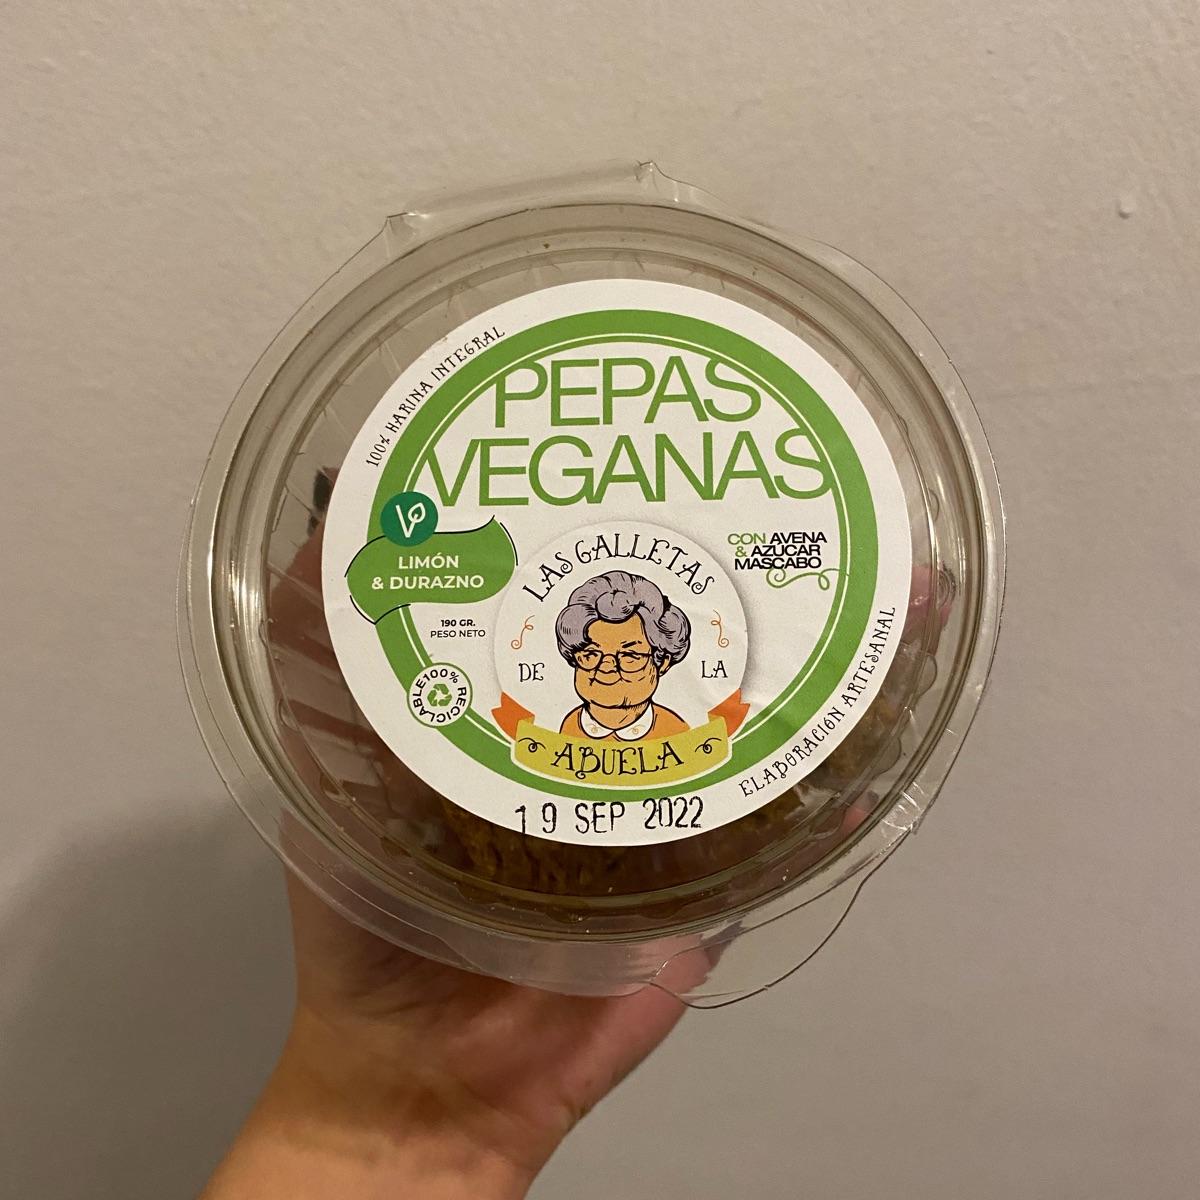 100% HARINA INTEGRAL
PEPAS
VEGANAS
LIMÓN
& DURAZNO
190 GR.
PESO NETO
100% RECICLABLE
CON AVENA
& AZÚCAR
MASCABO
LAS GALLETAS
DE LA
ABUELA
ELABORACIÓN ARTESANAL
19 SEP 2022